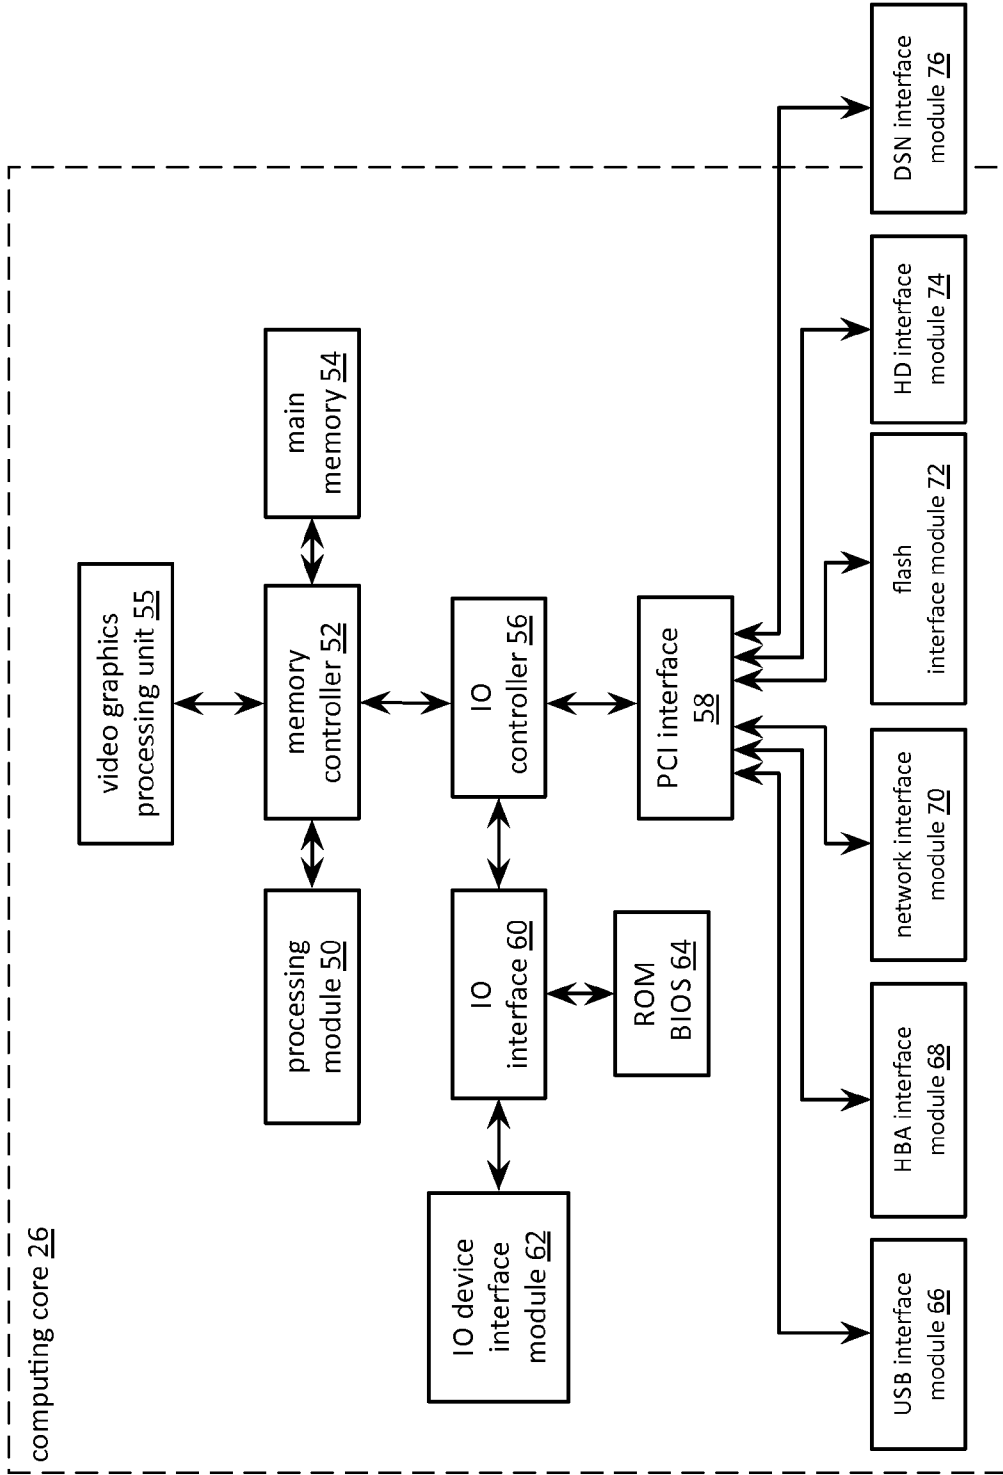 computing core 26
video graphics
processing unit 55
processing
module 50
memory
controller 52
main
memory 54
IO device
interface
module 62
IO
interface 60
IO
controller 56
ROM
BIOS 64
PCI interface
58
USB interface
module 66
HBA interface
module 68
network interface
module 70
flash
interface module 72
HD interface
module 74
DSN interface
module 76